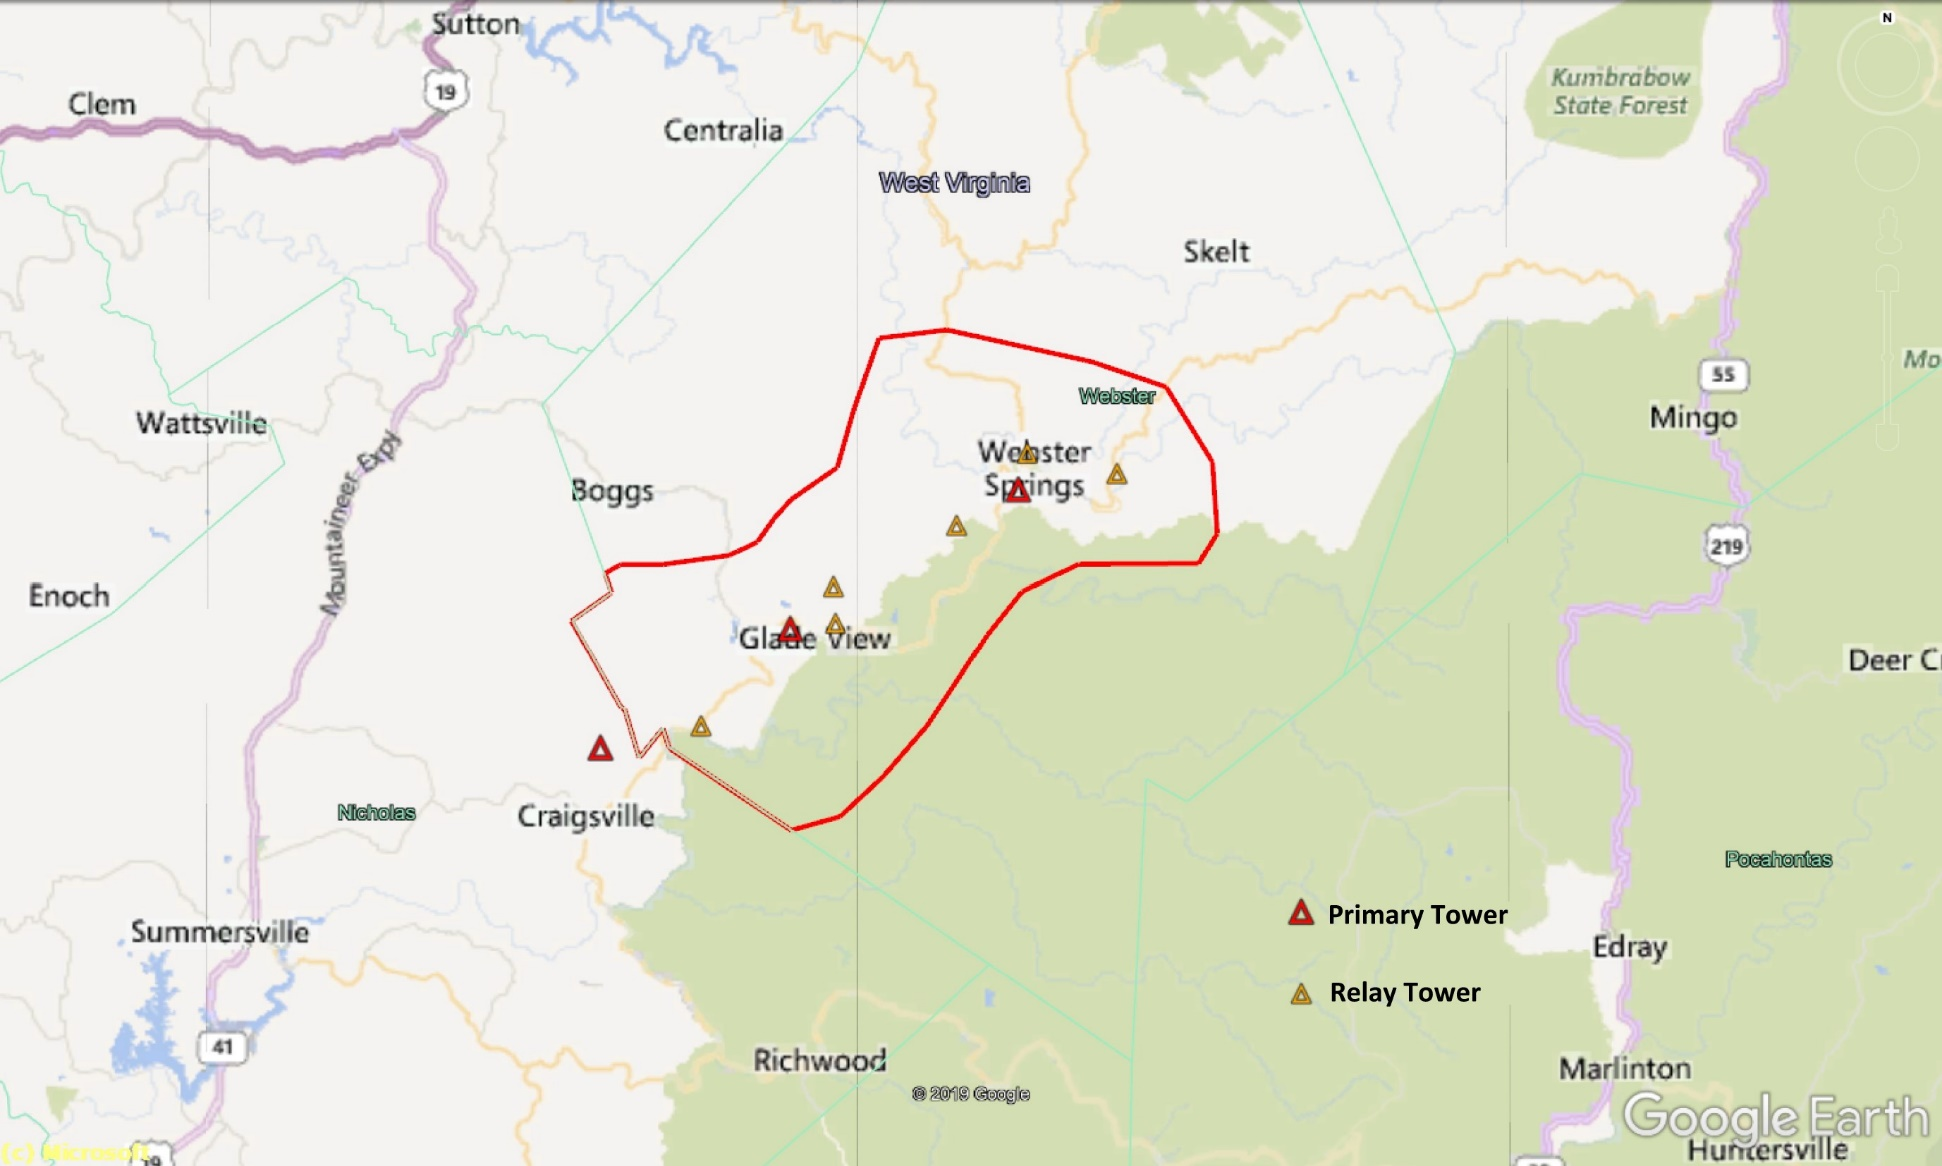 Sutton
N
19
Clem
Kumbrabow
State Forest
Centralia
West Virginia
Skelt
55
Mo
Webster
Mingo
Wattsville
Mountaineer Expy
Webster
Springs
Boggs
219
Enoch
Glade View
Deer C
Craigsville
Nicholas
Pocahontas
Primary Tower
Summersville
Edray
Relay Tower
41
Richwood
Marlinton
© 2019 Google
Google Earth
(c) Microsoft
19
Huntersville